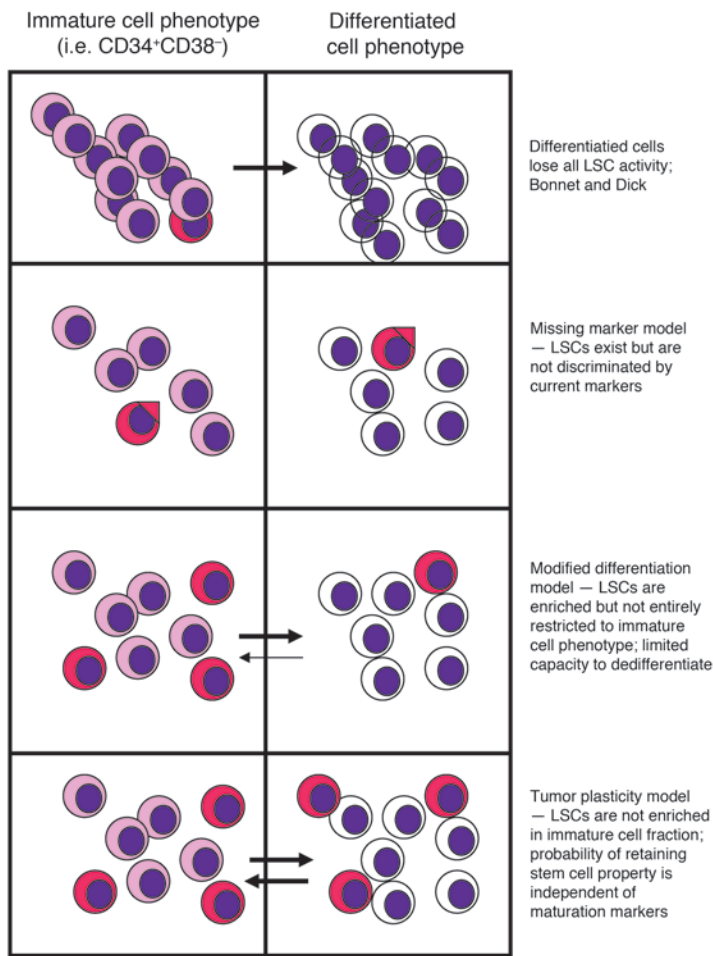 Immature cell phenotype
(i.e. CD34⁺CD38⁻)
Differentiated
cell phenotype
Differentiatied cells
lose all LSC activity;
Bonnet and Dick
Missing marker model
— LSCs exist but are
not discriminated by
current markers
Modified differentiation
model — LSCs are
enriched but not entirely
restricted to immature
cell phenotype; limited
capacity to dedifferentiate
Tumor plasticity model
— LSCs are not enriched
in immature cell fraction;
probability of retaining
stem cell property is
independent of
maturation markers